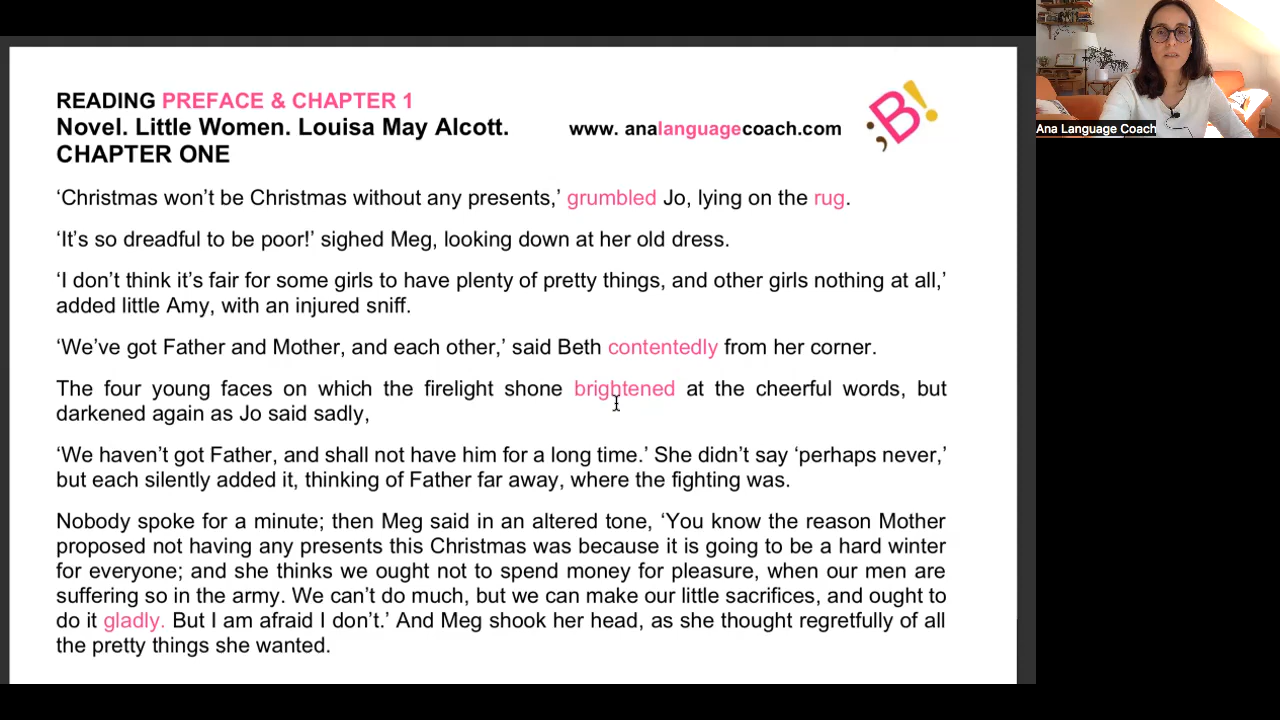 READING PREFACE & CHAPTER 1
Novel. Little Women. Louisa May Alcott.
www. analanguagecoach.com
;B!
CHAPTER ONE
‘Christmas won’t be Christmas without any presents,’ grumbled Jo, lying on the rug.
‘It’s so dreadful to be poor!’ sighed Meg, looking down at her old dress.
‘I don’t think it’s fair for some girls to have plenty of pretty things, and other girls nothing at all,’
added little Amy, with an injured sniff.
‘We’ve got Father and Mother, and each other,’ said Beth contentedly from her corner.
The four young faces on which the firelight shone brightened at the cheerful words, but
darkened again as Jo said sadly,
‘We haven’t got Father, and shall not have him for a long time.’ She didn’t say ‘perhaps never,’
but each silently added it, thinking of Father far away, where the fighting was.
Nobody spoke for a minute; then Meg said in an altered tone, ‘You know the reason Mother
proposed not having any presents this Christmas was because it is going to be a hard winter
for everyone; and she thinks we ought not to spend money for pleasure, when our men are
suffering so in the army. We can’t do much, but we can make our little sacrifices, and ought to
do it gladly. But I am afraid I don’t.’ And Meg shook her head, as she thought regretfully of all
the pretty things she wanted.
Ana Language Coach